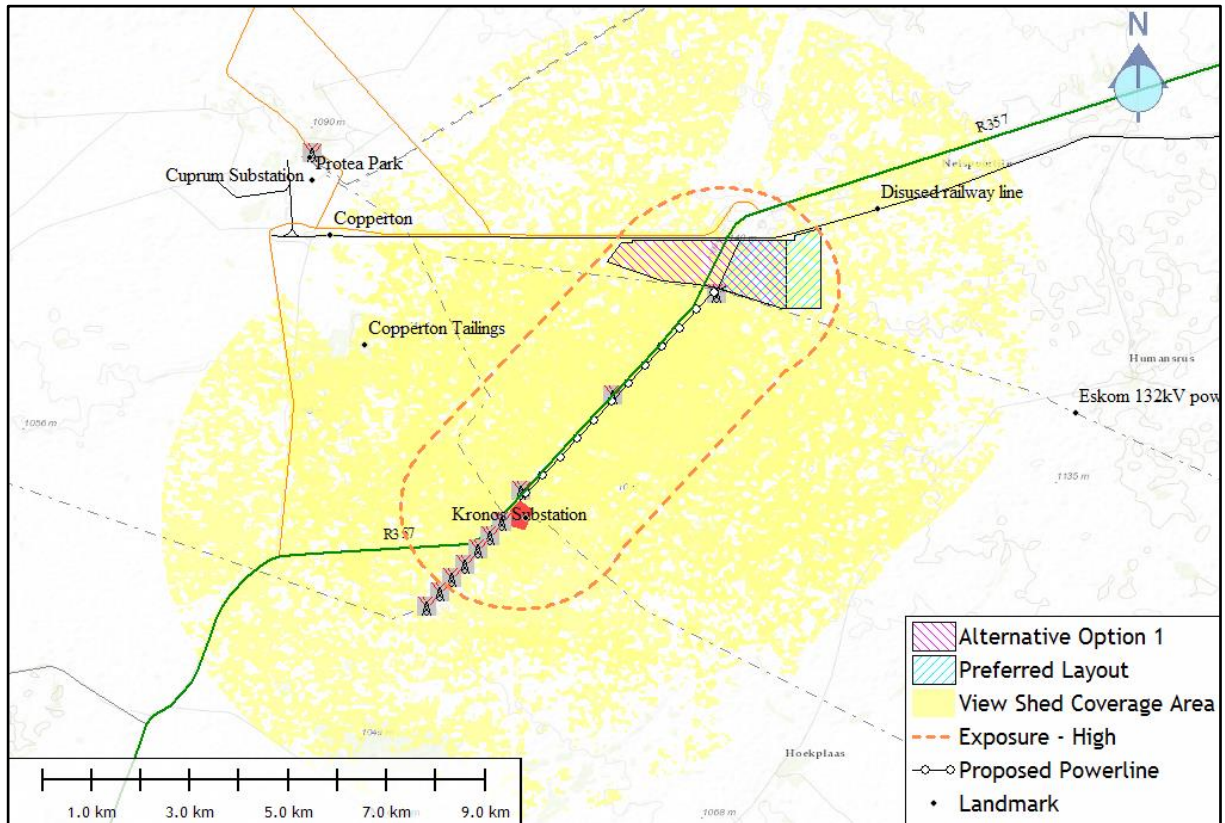 N
R357
1090 m
Protea Park
Cuprum Substation
Disused railway line
Copperton
Copperton Tailings
Humansrus
1056 m
Eskom 132kV pow
1135 m
Kronos Substation
R357
Hoekplaas
1068 m
Alternative Option 1
Preferred Layout
View Shed Coverage Area
Exposure - High
Proposed Powerline
Landmark
1.0 km 3.0 km 5.0 km 7.0 km 9.0 km